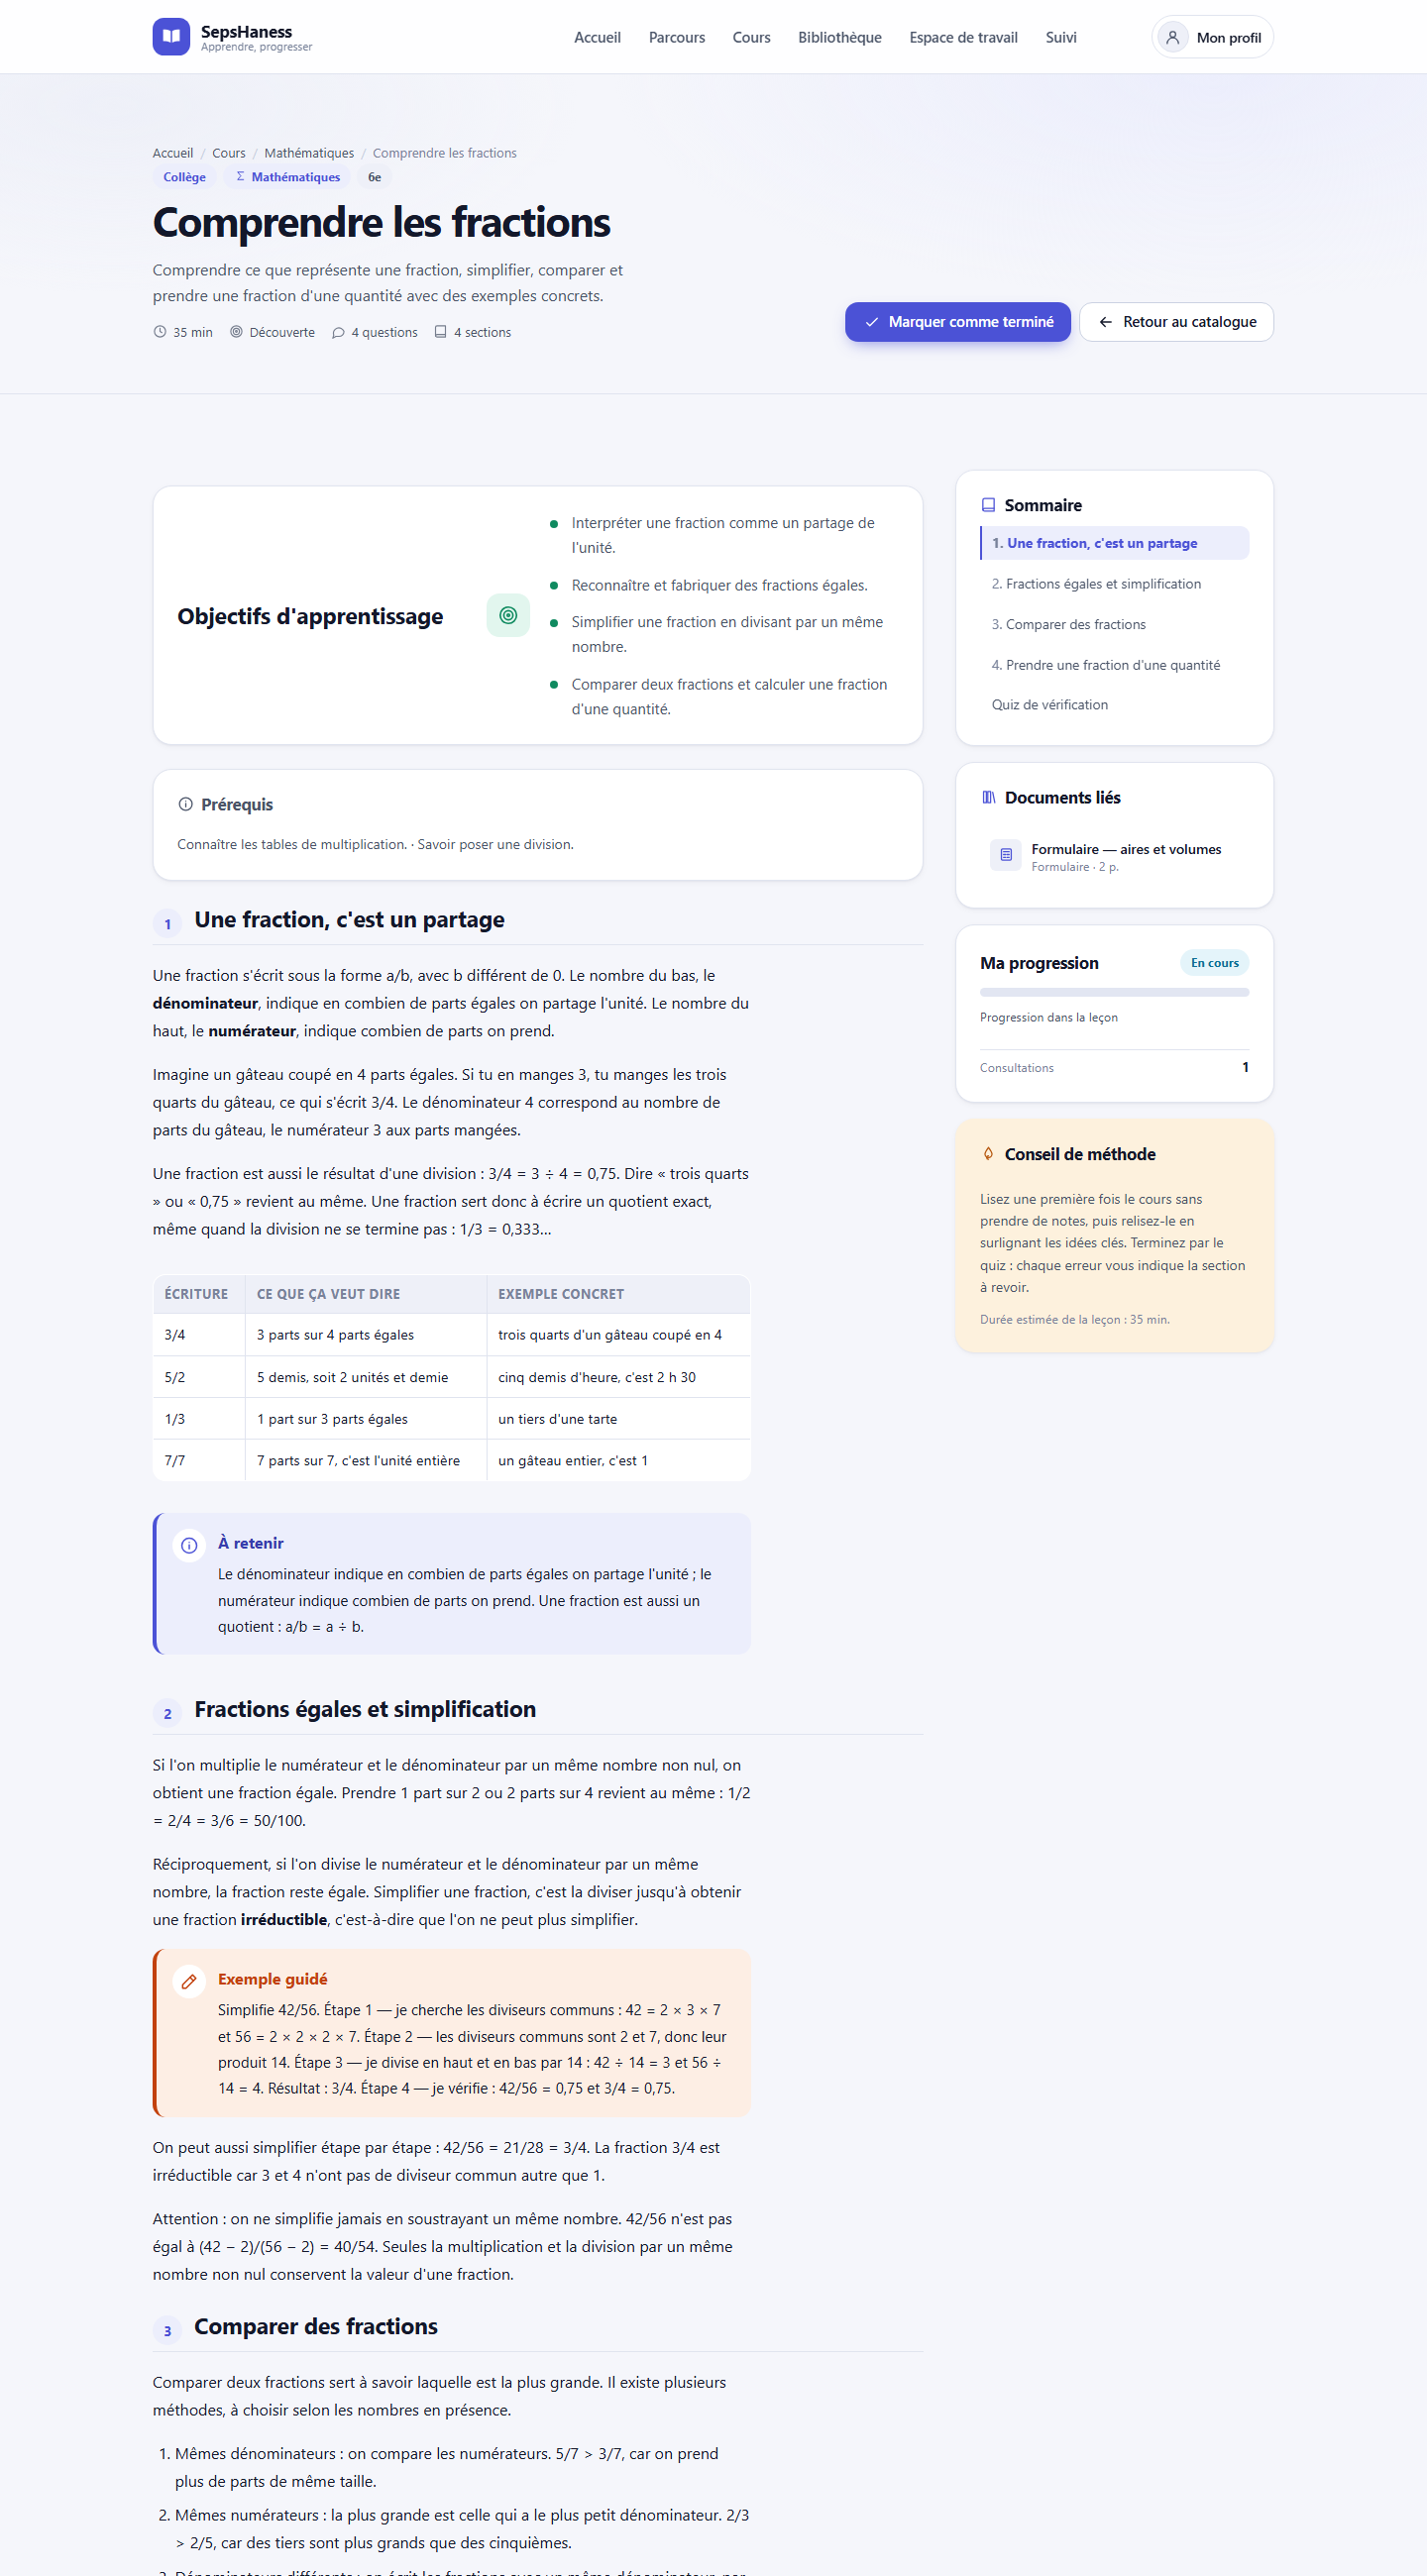 SepsHaness
Apprendre, progresser
Accueil
Parcours
Cours
Bibliothèque
Espace de travail
Suivi
Mon profil
Accueil / Cours / Mathématiques / Comprendre les fractions
Collège
Σ Mathématiques
6e
Comprendre les fractions
Comprendre ce que représente une fraction, simplifier, comparer et
prendre une fraction d'une quantité avec des exemples concrets.
35 min
Découverte
4 questions
4 sections
Marquer comme terminé
Retour au catalogue
Objectifs d'apprentissage
Interpréter une fraction comme un partage de
l'unité.
Reconnaître et fabriquer des fractions égales.
Simplifier une fraction en divisant par un même
nombre.
Comparer deux fractions et calculer une fraction
d'une quantité.
Prérequis
Connaître les tables de multiplication. · Savoir poser une division.
1 Une fraction, c'est un partage
Une fraction s'écrit sous la forme a/b, avec b différent de 0. Le nombre du bas, le
dénominateur, indique en combien de parts égales on partage l'unité. Le nombre du
haut, le numérateur, indique combien de parts on prend.
Imagine un gâteau coupé en 4 parts égales. Si tu en manges 3, tu manges les trois
quarts du gâteau, ce qui s'écrit 3/4. Le dénominateur 4 correspond au nombre de
parts du gâteau, le numérateur 3 aux parts mangées.
Une fraction est aussi le résultat d'une division : 3/4 = 3 ÷ 4 = 0,75. Dire « trois quarts
» ou « 0,75 » revient au même. Une fraction sert donc à écrire un quotient exact,
même quand la division ne se termine pas : 1/3 = 0,333…
ÉCRITURE CE QUE ÇA VEUT DIRE EXEMPLE CONCRET
3/4 3 parts sur 4 parts égales trois quarts d'un gâteau coupé en 4
5/2 5 demis, soit 2 unités et demie cinq demis d'heure, c'est 2 h 30
1/3 1 part sur 3 parts égales un tiers d'une tarte
7/7 7 parts sur 7, c'est l'unité entière un gâteau entier, c'est 1
À retenir
Le dénominateur indique en combien de parts égales on partage l'unité ; le
numérateur indique combien de parts on prend. Une fraction est aussi un
quotient : a/b = a ÷ b.
2 Fractions égales et simplification
Si l'on multiplie le numérateur et le dénominateur par un même nombre non nul, on
obtient une fraction égale. Prendre 1 part sur 2 ou 2 parts sur 4 revient au même : 1/2
= 2/4 = 3/6 = 50/100.
Réciproquement, si l'on divise le numérateur et le dénominateur par un même
nombre, la fraction reste égale. Simplifier une fraction, c'est la diviser jusqu'à obtenir
une fraction irréductible, c'est-à-dire que l'on ne peut plus simplifier.
Exemple guidé
Simplifie 42/56. Étape 1 — je cherche les diviseurs communs : 42 = 2 × 3 × 7
et 56 = 2 × 2 × 2 × 7. Étape 2 — les diviseurs communs sont 2 et 7, donc leur
produit 14. Étape 3 — je divise en haut et en bas par 14 : 42 ÷ 14 = 3 et 56 ÷
14 = 4. Résultat : 3/4. Étape 4 — je vérifie : 42/56 = 0,75 et 3/4 = 0,75.
On peut aussi simplifier étape par étape : 42/56 = 21/28 = 3/4. La fraction 3/4 est
irréductible car 3 et 4 n'ont pas de diviseur commun autre que 1.
Attention : on ne simplifie jamais en soustrayant un même nombre. 42/56 n'est pas
égal à (42 − 2)/(56 − 2) = 40/54. Seules la multiplication et la division par un même
nombre non nul conservent la valeur d'une fraction.
3 Comparer des fractions
Comparer deux fractions sert à savoir laquelle est la plus grande. Il existe plusieurs
méthodes, à choisir selon les nombres en présence.
1. Mêmes dénominateurs : on compare les numérateurs. 5/7 > 3/7, car on prend
plus de parts de même taille.
2. Mêmes numérateurs : la plus grande est celle qui a le plus petit dénominateur. 2/3
> 2/5, car des tiers sont plus grands que des cinquièmes.
Sommaire
1. Une fraction, c'est un partage
2. Fractions égales et simplification
3. Comparer des fractions
4. Prendre une fraction d'une quantité
Quiz de vérification
Documents liés
Formulaire — aires et volumes
Formulaire · 2 p.
Ma progression
En cours
Progression dans la leçon
Consultations 1
Conseil de méthode
Lisez une première fois le cours sans
prendre de notes, puis relisez-le en
surlignant les idées clés. Terminez par le
quiz : chaque erreur vous indique la section
à revoir.
Durée estimée de la leçon : 35 min.